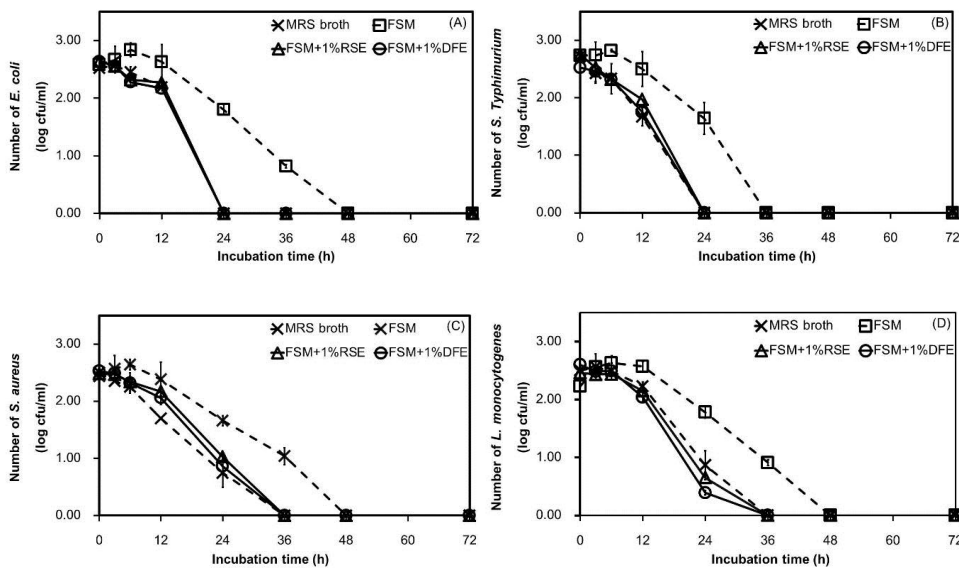 (A)
MRS broth FSM
FSM+1%RSE FSM+1%DFE
Number of E. coli
(log cfu/ml)
3.00
2.00
1.00
0.00
0 12 24 36 48 60 72
Incubation time (h)
(B)
MRS broth FSM
FSM+1%RSE FSM+1%DFE
Number of S. Typhimurium
(log cfu/ml)
3.00
2.00
1.00
0.00
0 12 24 36 48 60 72
Incubation time (h)
(C)
MRS broth FSM
FSM+1%RSE FSM+1%DFE
Number of S. aureus
(log cfu/ml)
3.00
2.00
1.00
0.00
0 12 24 36 48 60 72
Incubation time (h)
(D)
MRS broth FSM
FSM+1%RSE FSM+1%DFE
Number of L. monocytogenes
(log cfu/ml)
3.00
2.00
1.00
0.00
0 12 24 36 48 60 72
Incubation time (h)